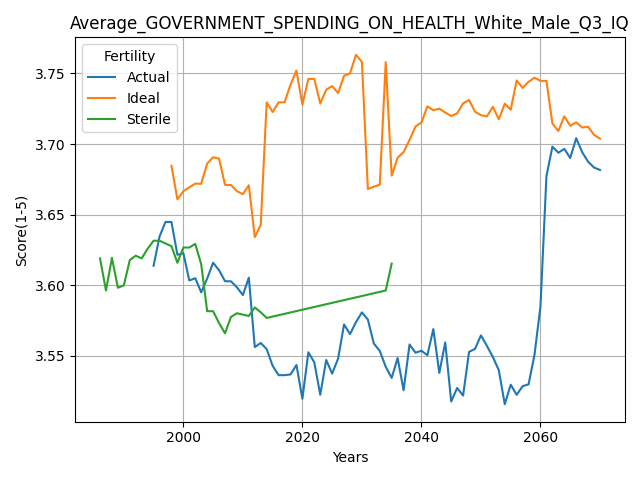 Average_GOVERNMENT_SPENDING_ON_HEALTH_White_Male_Q3_IQ
Fertility
Actual
Ideal
Sterile
3.75
3.70
3.65
3.60
3.55
Score(1-5)
2000 2020 2040 2060
Years